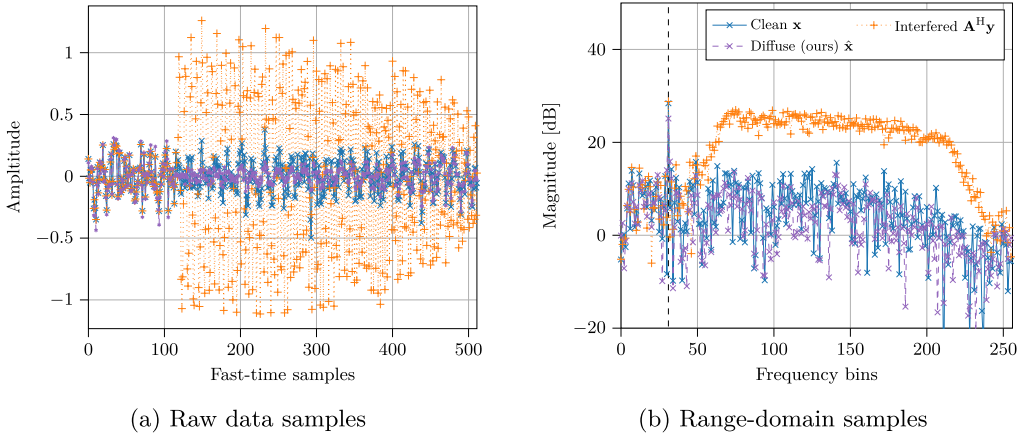 1
0.5
0
−0.5
−1
Amplitude
0 100 200 300 400 500
Fast-time samples
(a) Raw data samples
Clean x
Interfered Aᴴy
Diffuse (ours) x̂
40
20
0
−20
Magnitude [dB]
0 50 100 150 200 250
Frequency bins
(b) Range-domain samples